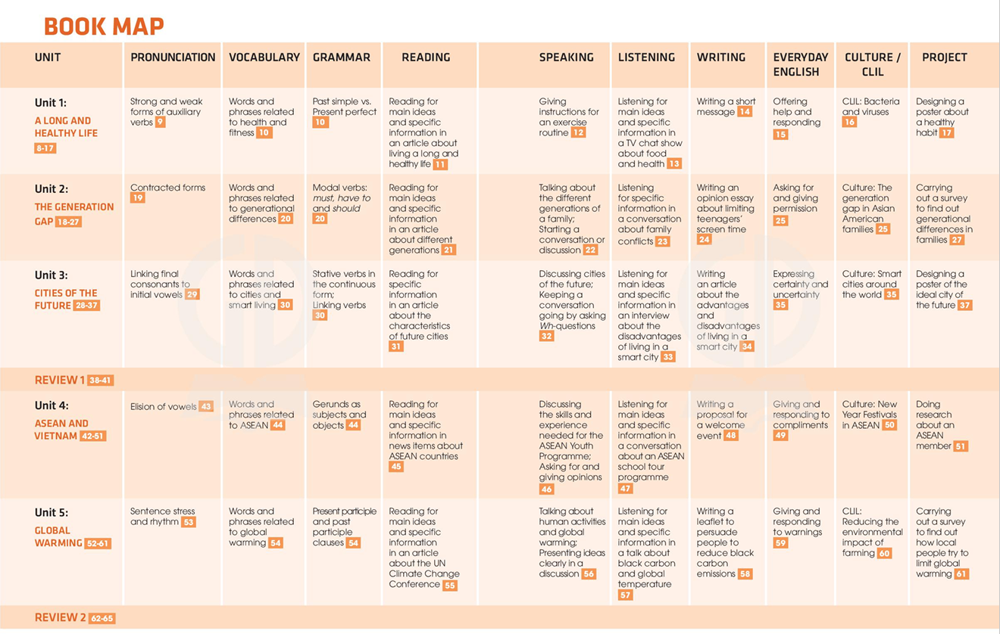 BOOK MAP
UNIT
PRONUNCIATION
VOCABULARY
GRAMMAR
READING
SPEAKING
LISTENING
WRITING
EVERYDAY
ENGLISH
CULTURE /
CLIL
PROJECT
Unit 1:
A LONG AND
HEALTHY LIFE
8-17
Strong and weak
forms of auxiliary
verbs 9
Words and
phrases related
to health and
fitness 10
Past simple vs.
Present perfect
10
Reading for
main ideas
and specific
information in
an article about
living a long and
healthy life 11
Giving
instructions for
an exercise
routine 12
Listening for
main ideas
and specific
information in
a TV chat show
about food
and health 13
Writing a short
message 14
Offering
help and
responding
15
CLIL: Bacteria
and viruses
16
Designing a
poster about
a healthy
habit 17
Unit 2:
THE GENERATION
GAP 18-27
Contracted forms
19
Words and
phrases related
to generational
differences 20
Modal verbs:
must, have to
and should
20
Reading for
main ideas
and specific
information
in an article
about different
generations 21
Talking about
the different
generations of
a family;
Starting a
conversation or
discussion 22
Listening
for specific
information in
a conversation
about family
conflicts 23
Writing an
opinion essay
about limiting
teenagers'
screen time
24
Asking for
and giving
permission
25
Culture: The
generation
gap in Asian
American
families 25
Carrying
out a survey
to find out
generational
differences in
families 27
Unit 3:
CITIES OF THE
FUTURE 28-37
Linking final
consonants to
initial vowels 29
Words and
phrases related
to cities and
smart living 30
Stative verbs in
the continuous
form;
Linking verbs
30
Reading for
specific
information
in an article
about the
characteristics
of future cities
31
Discussing cities
of the future;
Keeping a
conversation
going by asking
Wh-questions
32
Listening for
main ideas
and specific
information in
an interview
about the
disadvantages
of living in a
smart city 33
Writing
an article
about the
advantages
and
disadvantages
of living in a
smart city 34
Expressing
certainty and
uncertainty
35
Culture: Smart
cities around
the world 35
Designing a
poster of the
ideal city of
the future 37
REVIEW 1 38-41
Unit 4:
ASEAN AND
VIETNAM 42-51
Elision of vowels 43
Words and
phrases related
to ASEAN 44
Gerunds as
subjects and
objects 44
Reading for
main ideas
and specific
information in
news items about
ASEAN countries
45
Discussing
the skills and
experience
needed for the
ASEAN Youth
Programme;
Asking for and
giving opinions
46
Listening for
main ideas
and specific
information in
a conversation
about an ASEAN
school tour
programme
47
Writing a
proposal for
a welcome
event 48
Giving and
responding to
compliments
49
Culture: New
Year Festivals
in ASEAN 50
Doing
research
about an
ASEAN
member 51
Unit 5:
GLOBAL
WARMING 52-61
Sentence stress
and rhythm 53
Words and
phrases related
to global
warming 54
Present participle
and past
participle
clauses 54
Reading for
main ideas
and specific
information
in an article
about the UN
Climate Change
Conference 55
Talking about
human activities
and global
warming;
Presenting ideas
clearly in a
discussion 56
Listening for
main ideas
and specific
information in
a talk about
black carbon
and global
temperature
57
Writing a
leaflet to
persuade
people to
reduce black
carbon
emissions 58
Giving and
responding
to warnings
59
CLIL:
Reducing the
environmental
impact of
farming 60
Carrying
out a survey
to find out
how local
people try to
limit global
warming 61
REVIEW 2 62-65